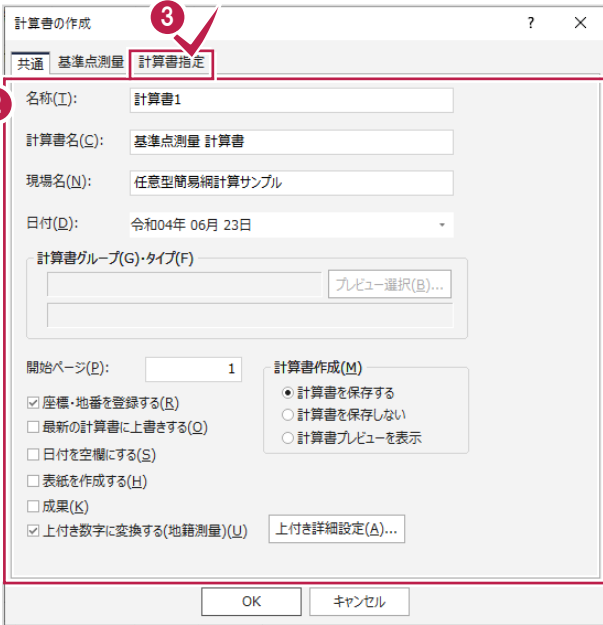 3
計算書の作成 ? ×
共通 基準点測量 計算書指定
名称(T): 計算書1
計算書名(C): 基準点測量 計算書
現場名(N): 任意型簡易網計算サンプル
日付(D): 令和04年 06月 23日
計算書グループ(G)・タイプ(F)
プレビュー選択(B)...
開始ページ(P): 1
計算書作成(M)
計算書を保存する
計算書を保存しない
計算書プレビューを表示
座標・地番を登録する(R)
最新の計算書に上書きする(O)
日付を空欄にする(S)
表紙を作成する(H)
成果(K)
上付き数字に変換する(地籍測量)(U) 上付き詳細設定(A)...
OK キャンセル